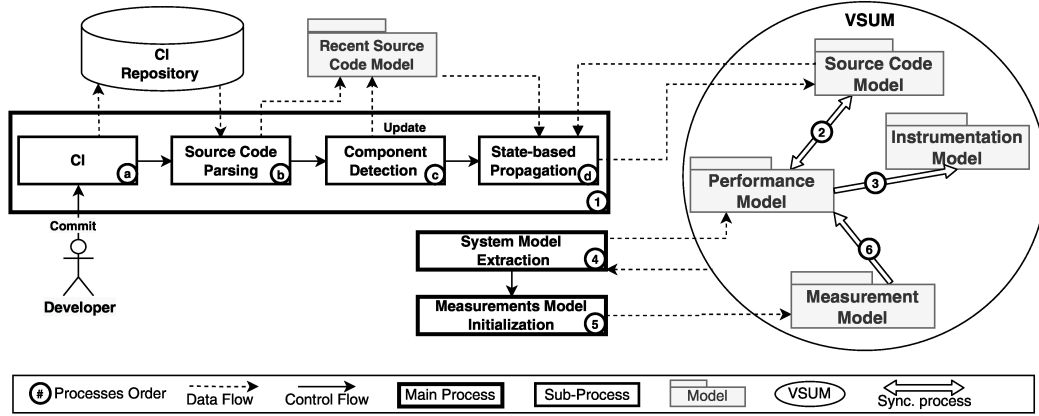 VSUM
CI
Repository
Recent Source
Code Model
Source Code
Model
Update
2
Instrumentation
Model
CI
a
Source Code
Parsing
b
Component
Detection
c
State-based
Propagation
d
1
Performance
Model
3
Commit
Developer
System Model
Extraction
4
6
Measurements Model
Initialization
5
Measurement
Model
# Processes Order
Data Flow
Control Flow
Main Process
Sub-Process
Model
VSUM
Sync. process